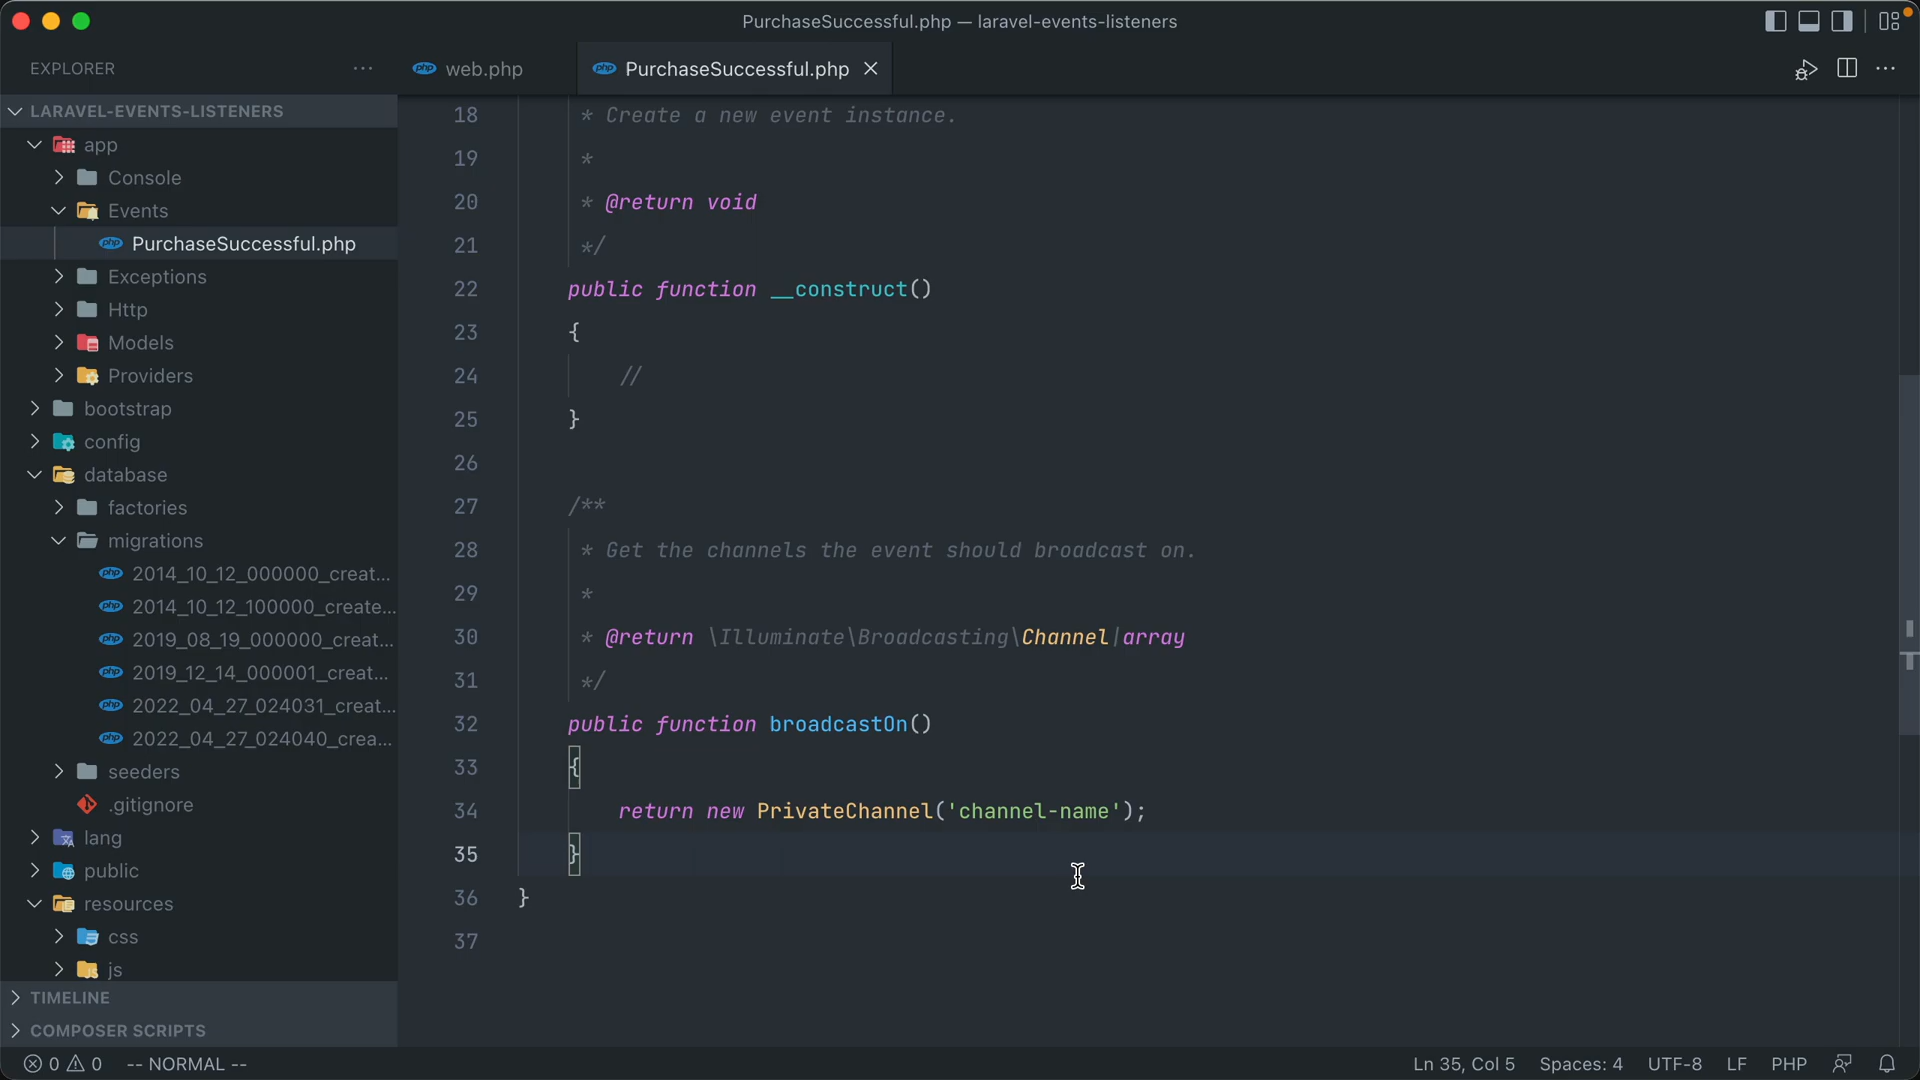 PurchaseSuccessful.php — laravel-events-listeners
EXPLORER
LARAVEL-EVENTS-LISTENERS
app
Console
Events
PurchaseSuccessful.php
Exceptions
Http
Models
Providers
bootstrap
config
database
factories
migrations
2014_10_12_000000_creat...
2014_10_12_100000_create...
2019_08_19_000000_creat...
2019_12_14_000001_creat...
2022_04_27_024031_creat...
2022_04_27_024040_crea...
seeders
.gitignore
lang
public
resources
css
js
TIMELINE
COMPOSER SCRIPTS
php web.php
php PurchaseSuccessful.php
18 * Create a new event instance.
19 *
20 * @return void
21 */
22 public function __construct()
23 {
24 //
25 }
26
27 /**
28 * Get the channels the event should broadcast on.
29 *
30 * @return \Illuminate\Broadcasting\Channel|array
31 */
32 public function broadcastOn()
33 {
34 return new PrivateChannel('channel-name');
35 }
36 }
37
0 0 -- NORMAL --
Ln 35, Col 5 Spaces: 4 UTF-8 LF PHP